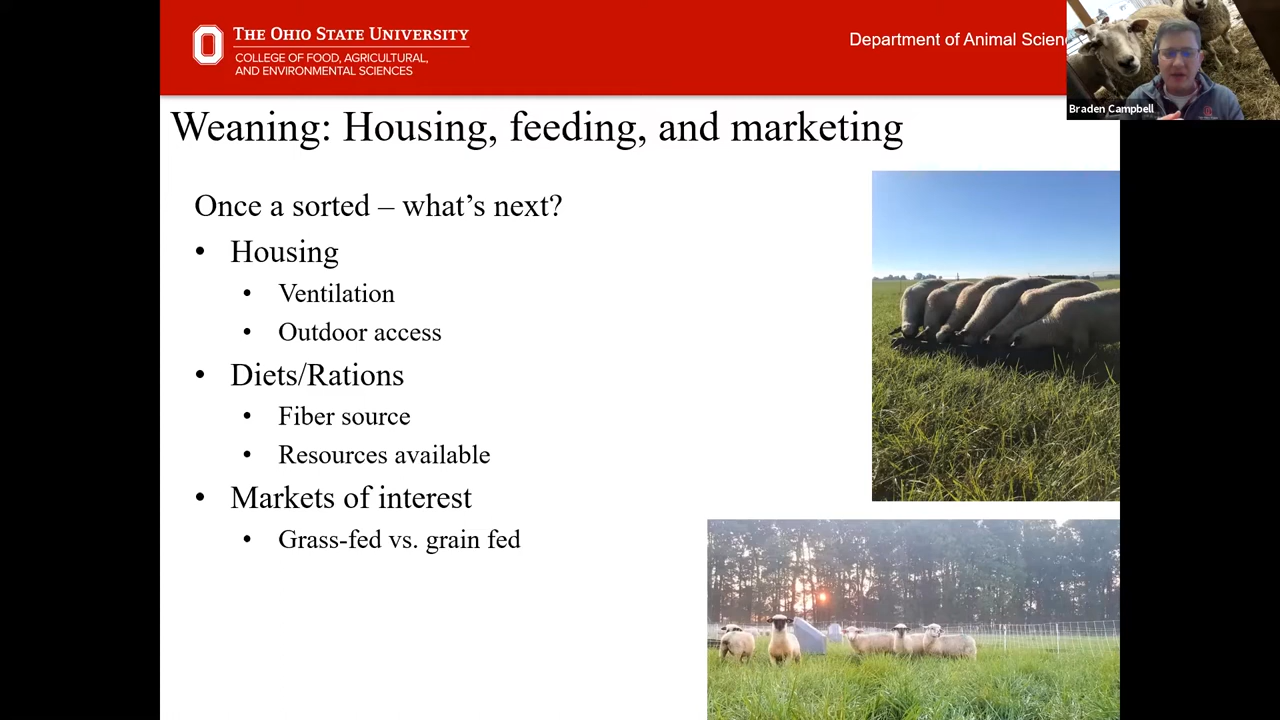 THE OHIO STATE UNIVERSITY
COLLEGE OF FOOD, AGRICULTURAL,
AND ENVIRONMENTAL SCIENCES
Department of Animal Scienc
Braden Campbell
Weaning: Housing, feeding, and marketing
Once a sorted – what's next?
• Housing
• Ventilation
• Outdoor access
• Diets/Rations
• Fiber source
• Resources available
• Markets of interest
• Grass-fed vs. grain fed